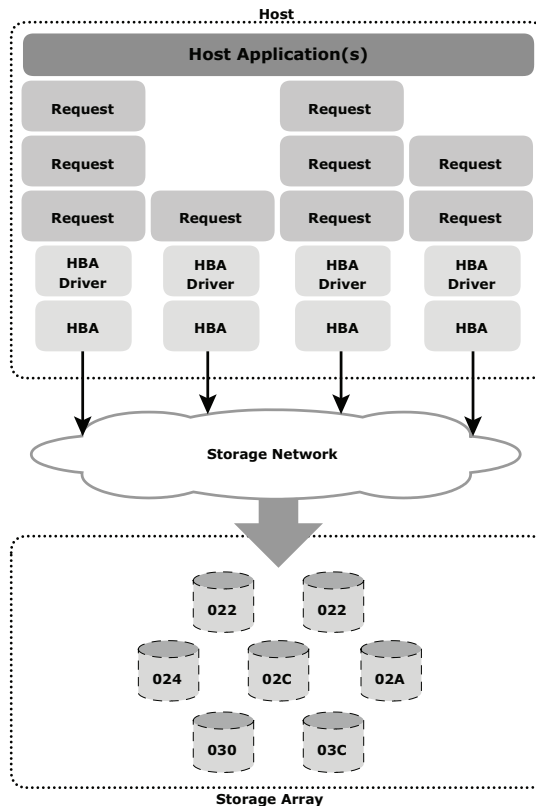 Host
Host Application(s)
Request
Request
Request
Request
Request
Request
Request
Request
Request
HBA
Driver
HBA
Driver
HBA
Driver
HBA
Driver
HBA
HBA
HBA
HBA
Storage Network
022
022
024
02C
02A
030
03C
Storage Array